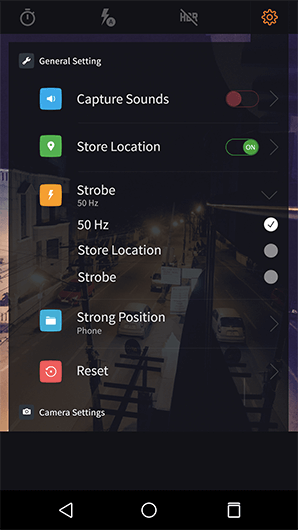 A
HDR
General Setting
Capture Sounds
Store Location
ON
Strobe
50 Hz
50 Hz
Store Location
Strobe
Strong Position
Phone
Reset
Camera Settings